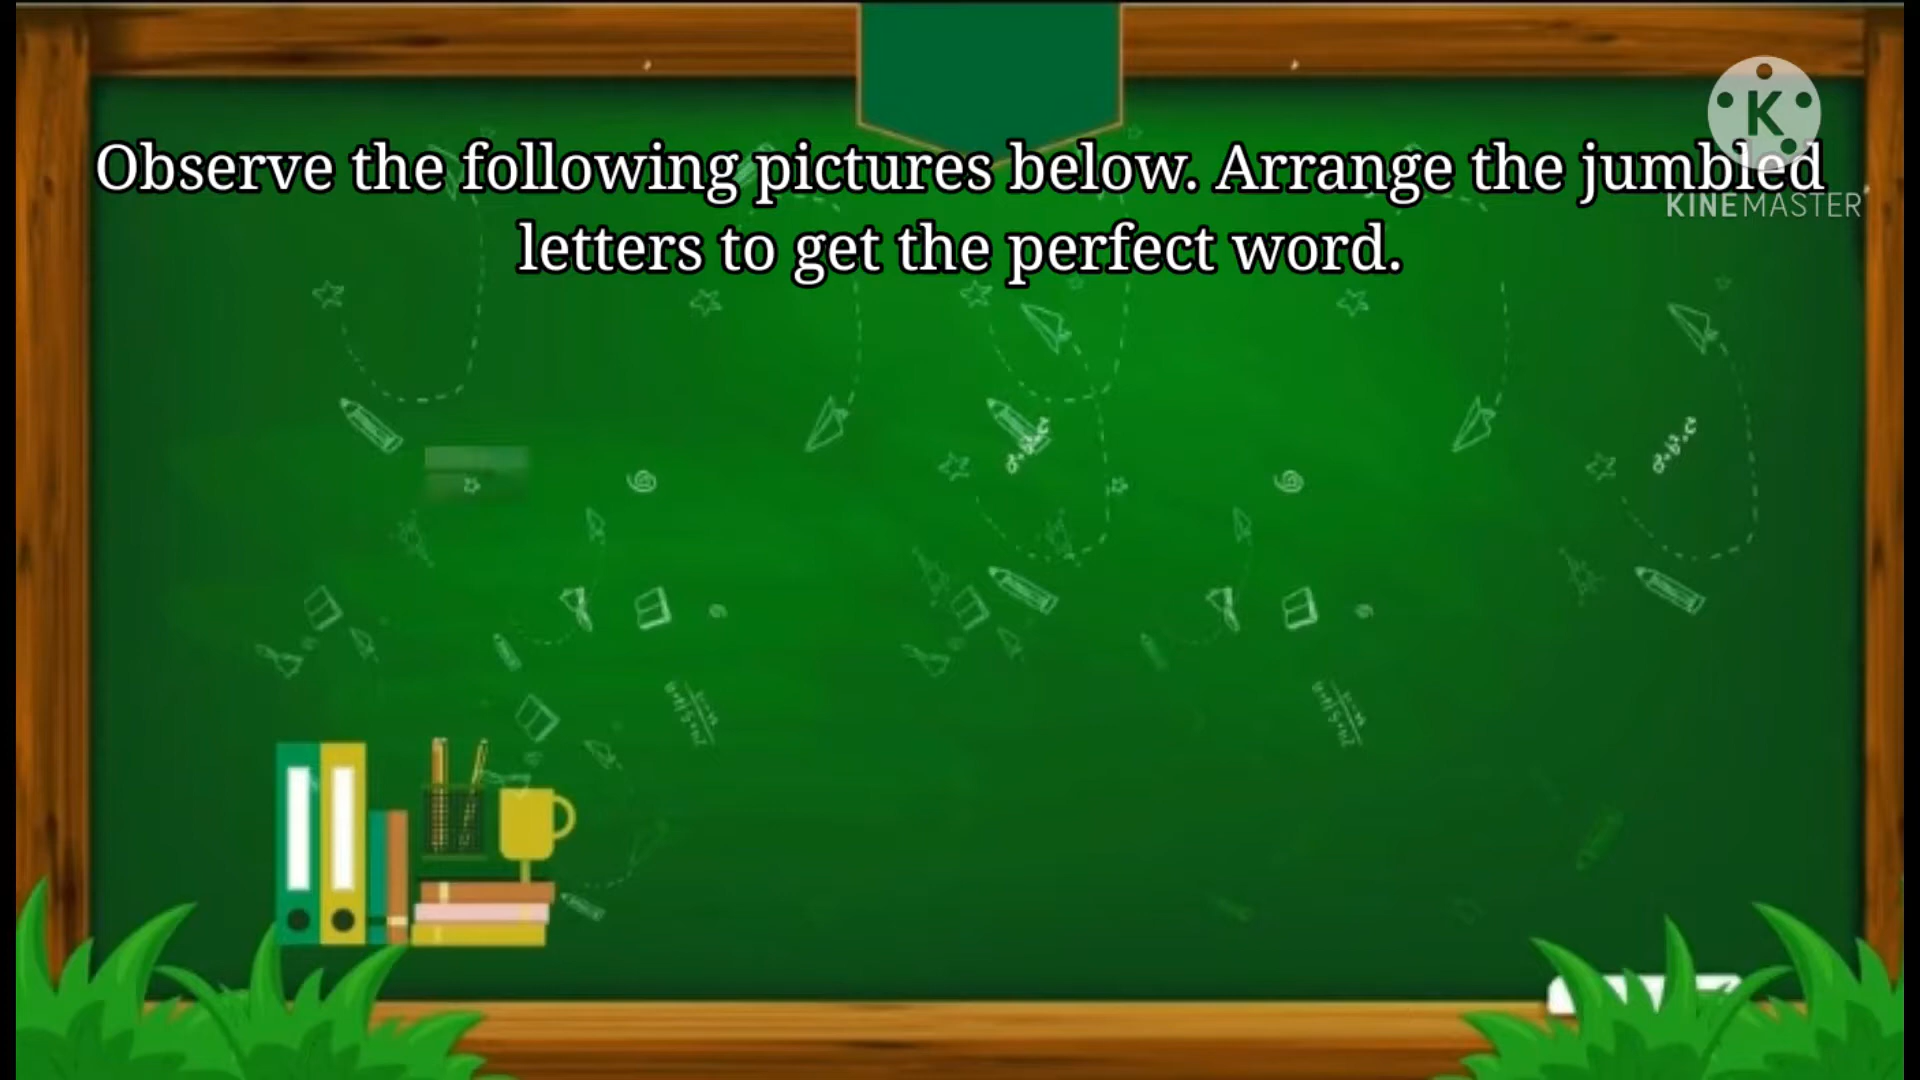 Observe the following pictures below. Arrange the jumbled
letters to get the perfect word.
K
KINEMASTER